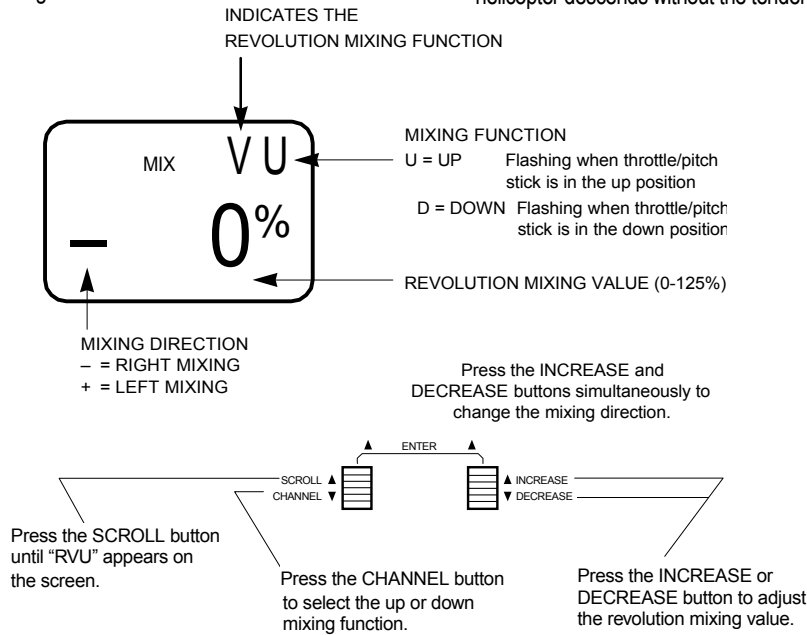 helicopter descends without the
INDICATES THE
REVOLUTION MIXING FUNCTION
MIX V U
0%
–
MIXING FUNCTION
U = UP Flashing when throttle/pitch
stick is in the up position
D = DOWN Flashing when throttle/pitch
stick is in the down position
REVOLUTION MIXING VALUE (0-125%)
MIXING DIRECTION
– = RIGHT MIXING
+ = LEFT MIXING
Press the INCREASE and
DECREASE buttons simultaneously to
change the mixing direction.
ENTER
SCROLL
CHANNEL
INCREASE
DECREASE
Press the SCROLL button
until “RVU” appears on
the screen.
Press the CHANNEL button
to select the up or down
mixing function.
Press the INCREASE or
DECREASE button to adjust
the revolution mixing value.